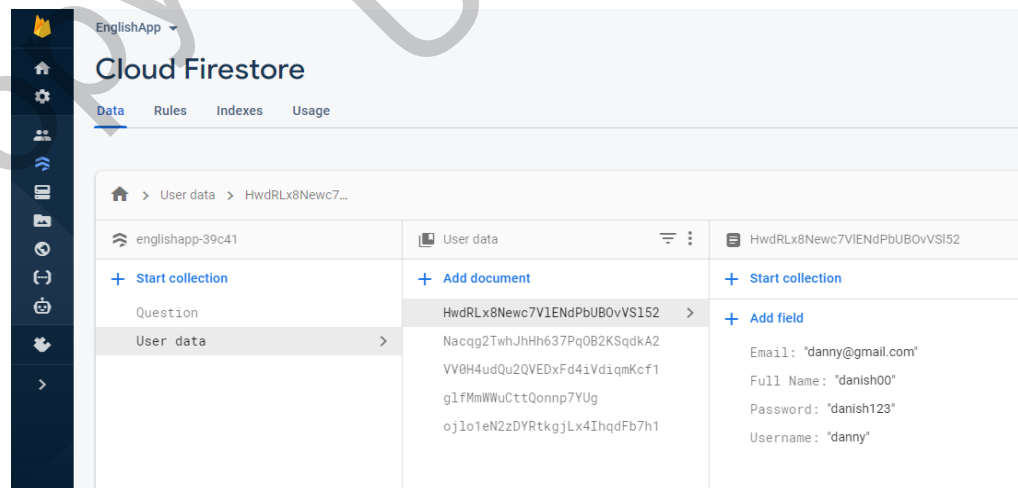 EnglishApp
Cloud Firestore
Data Rules Indexes Usage
User data > HwdRLx8Newc7...
englishapp-39c41
+ Start collection
Question
User data
User data
+ Add document
HwdRLx8Newc7VlENdPbUBOvVSl52
Nacqg2TwhJhHh637PqOB2KSqdkA2
VV0H4udQu2QVEDxFd4iVdiqmKcf1
glfMmWWuCttQonnp7YUg
ojlo1eN2zDYRtkgjLx4IhqdFb7h1
HwdRLx8Newc7VlENdPbUBOvVSl52
+ Start collection
+ Add field
Email: "danny@gmail.com"
Full Name: "danish00"
Password: "danish123"
Username: "danny"